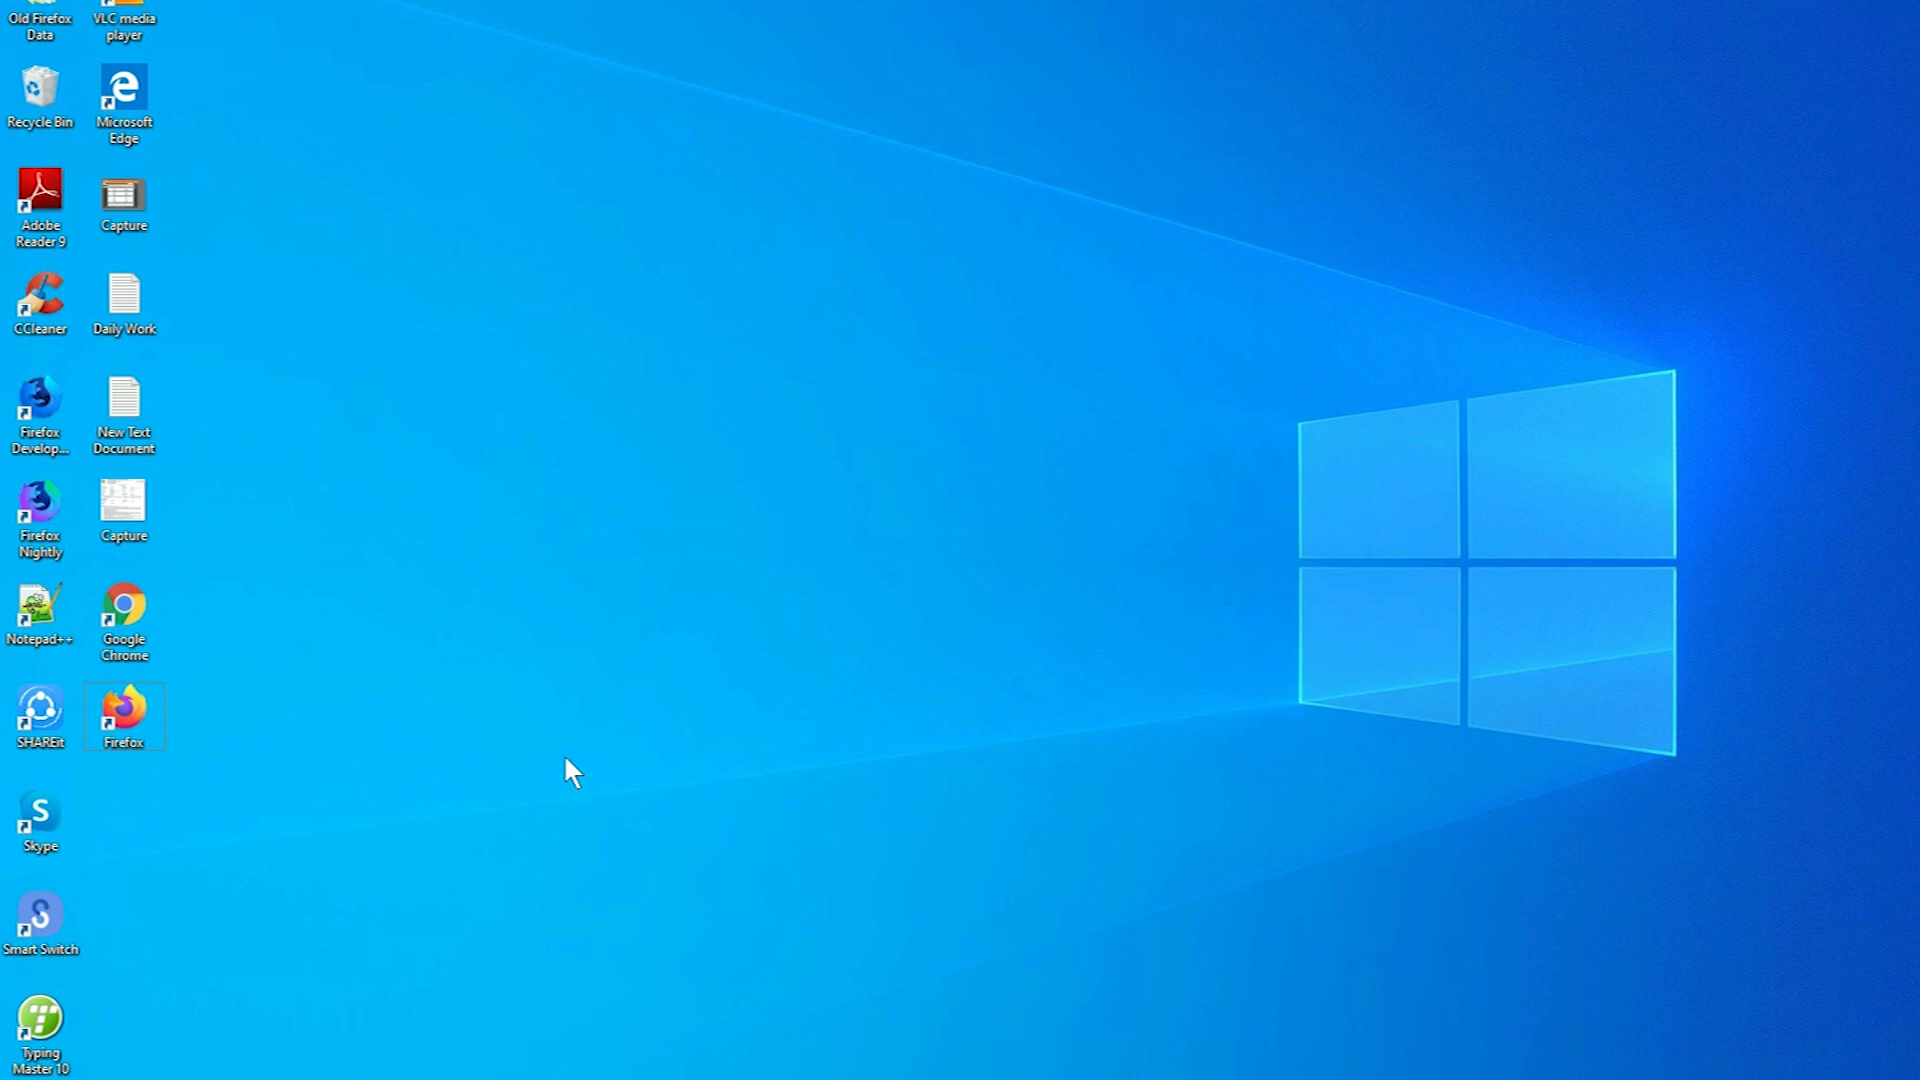 Old Firefox
Data
VLC media
player
Recycle Bin
Microsoft
Edge
Adobe
Reader 9
Capture
CCleaner
Daily Work
Firefox
Develop...
New Text
Document
Firefox
Nightly
Capture
Notepad++
Google
Chrome
SHAREit
Firefox
Skype
Smart Switch
Typing
Master 10